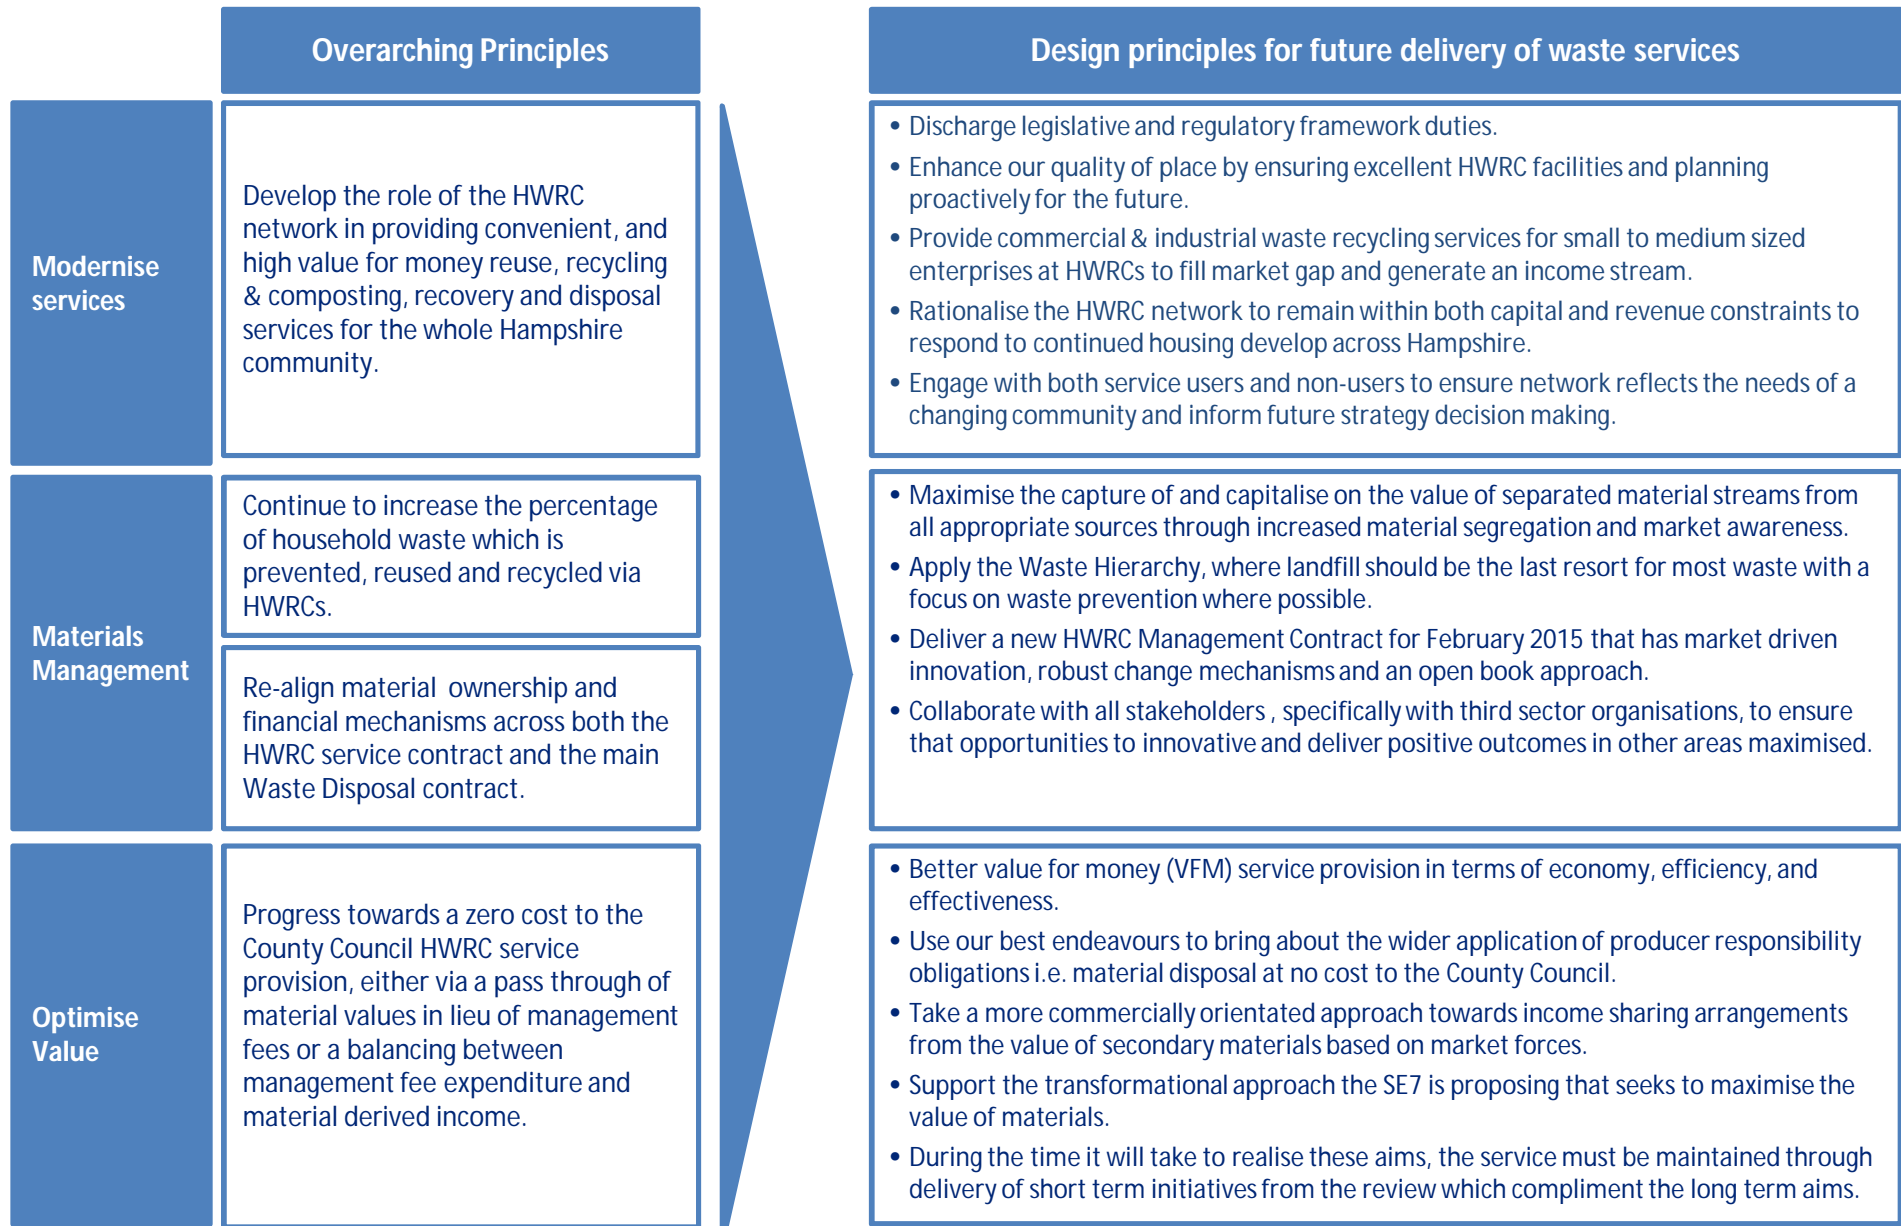 Overarching Principles
Design principles for future delivery of waste services
Modernise
services
Develop the role of the HWRC
network in providing convenient, and
high value for money reuse, recycling
& composting, recovery and disposal
services for the whole Hampshire
community.
• Discharge legislative and regulatory framework duties.
• Enhance our quality of place by ensuring excellent HWRC facilities and planning
proactively for the future.
• Provide commercial & industrial waste recycling services for small to medium sized
enterprises at HWRCs to fill market gap and generate an income stream.
• Rationalise the HWRC network to remain within both capital and revenue constraints to
respond to continued housing develop across Hampshire.
• Engage with both service users and non-users to ensure network reflects the needs of a
changing community and inform future strategy decision making.
Materials
Management
Continue to increase the percentage
of household waste which is
prevented, reused and recycled via
HWRCs.
Re-align material ownership and
financial mechanisms across both the
HWRC service contract and the main
Waste Disposal contract.
• Maximise the capture of and capitalise on the value of separated material streams from
all appropriate sources through increased material segregation and market awareness.
• Apply the Waste Hierarchy, where landfill should be the last resort for most waste with a
focus on waste prevention where possible.
• Deliver a new HWRC Management Contract for February 2015 that has market driven
innovation, robust change mechanisms and an open book approach.
• Collaborate with all stakeholders , specifically with third sector organisations, to ensure
that opportunities to innovative and deliver positive outcomes in other areas maximised.
Optimise
Value
Progress towards a zero cost to the
County Council HWRC service
provision, either via a pass through of
material values in lieu of management
fees or a balancing between
management fee expenditure and
material derived income.
• Better value for money (VFM) service provision in terms of economy, efficiency, and
effectiveness.
• Use our best endeavours to bring about the wider application of producer responsibility
obligations i.e. material disposal at no cost to the County Council.
• Take a more commercially orientated approach towards income sharing arrangements
from the value of secondary materials based on market forces.
• Support the transformational approach the SE7 is proposing that seeks to maximise the
value of materials.
• During the time it will take to realise these aims, the service must be maintained through
delivery of short term initiatives from the review which compliment the long term aims.